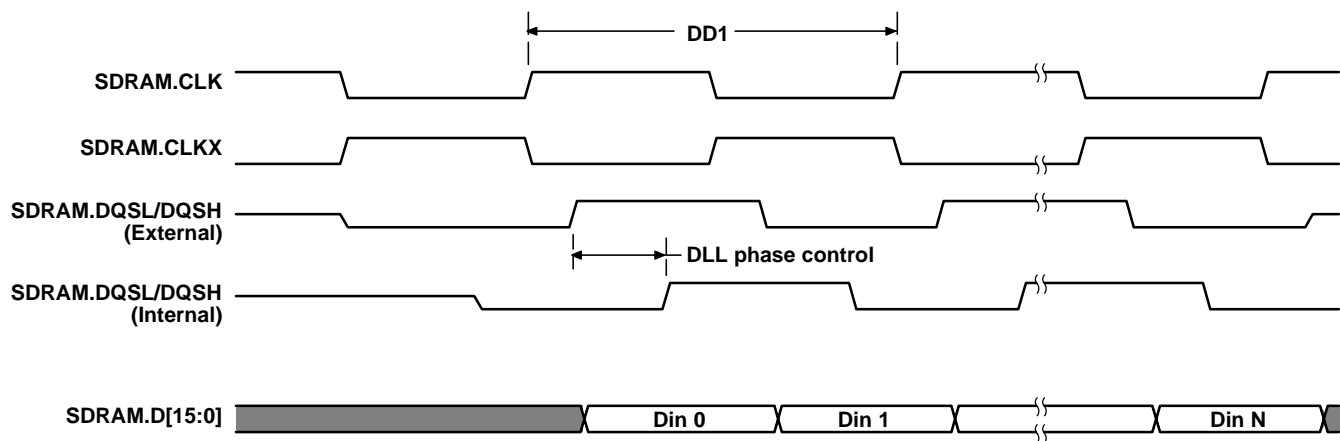 DD1
SDRAM.CLK
SDRAM.CLKX
SDRAM.DQSL/DQSH
(External)
DLL phase control
SDRAM.DQSL/DQSH
(Internal)
SDRAM.D[15:0]
Din 0
Din 1
Din N